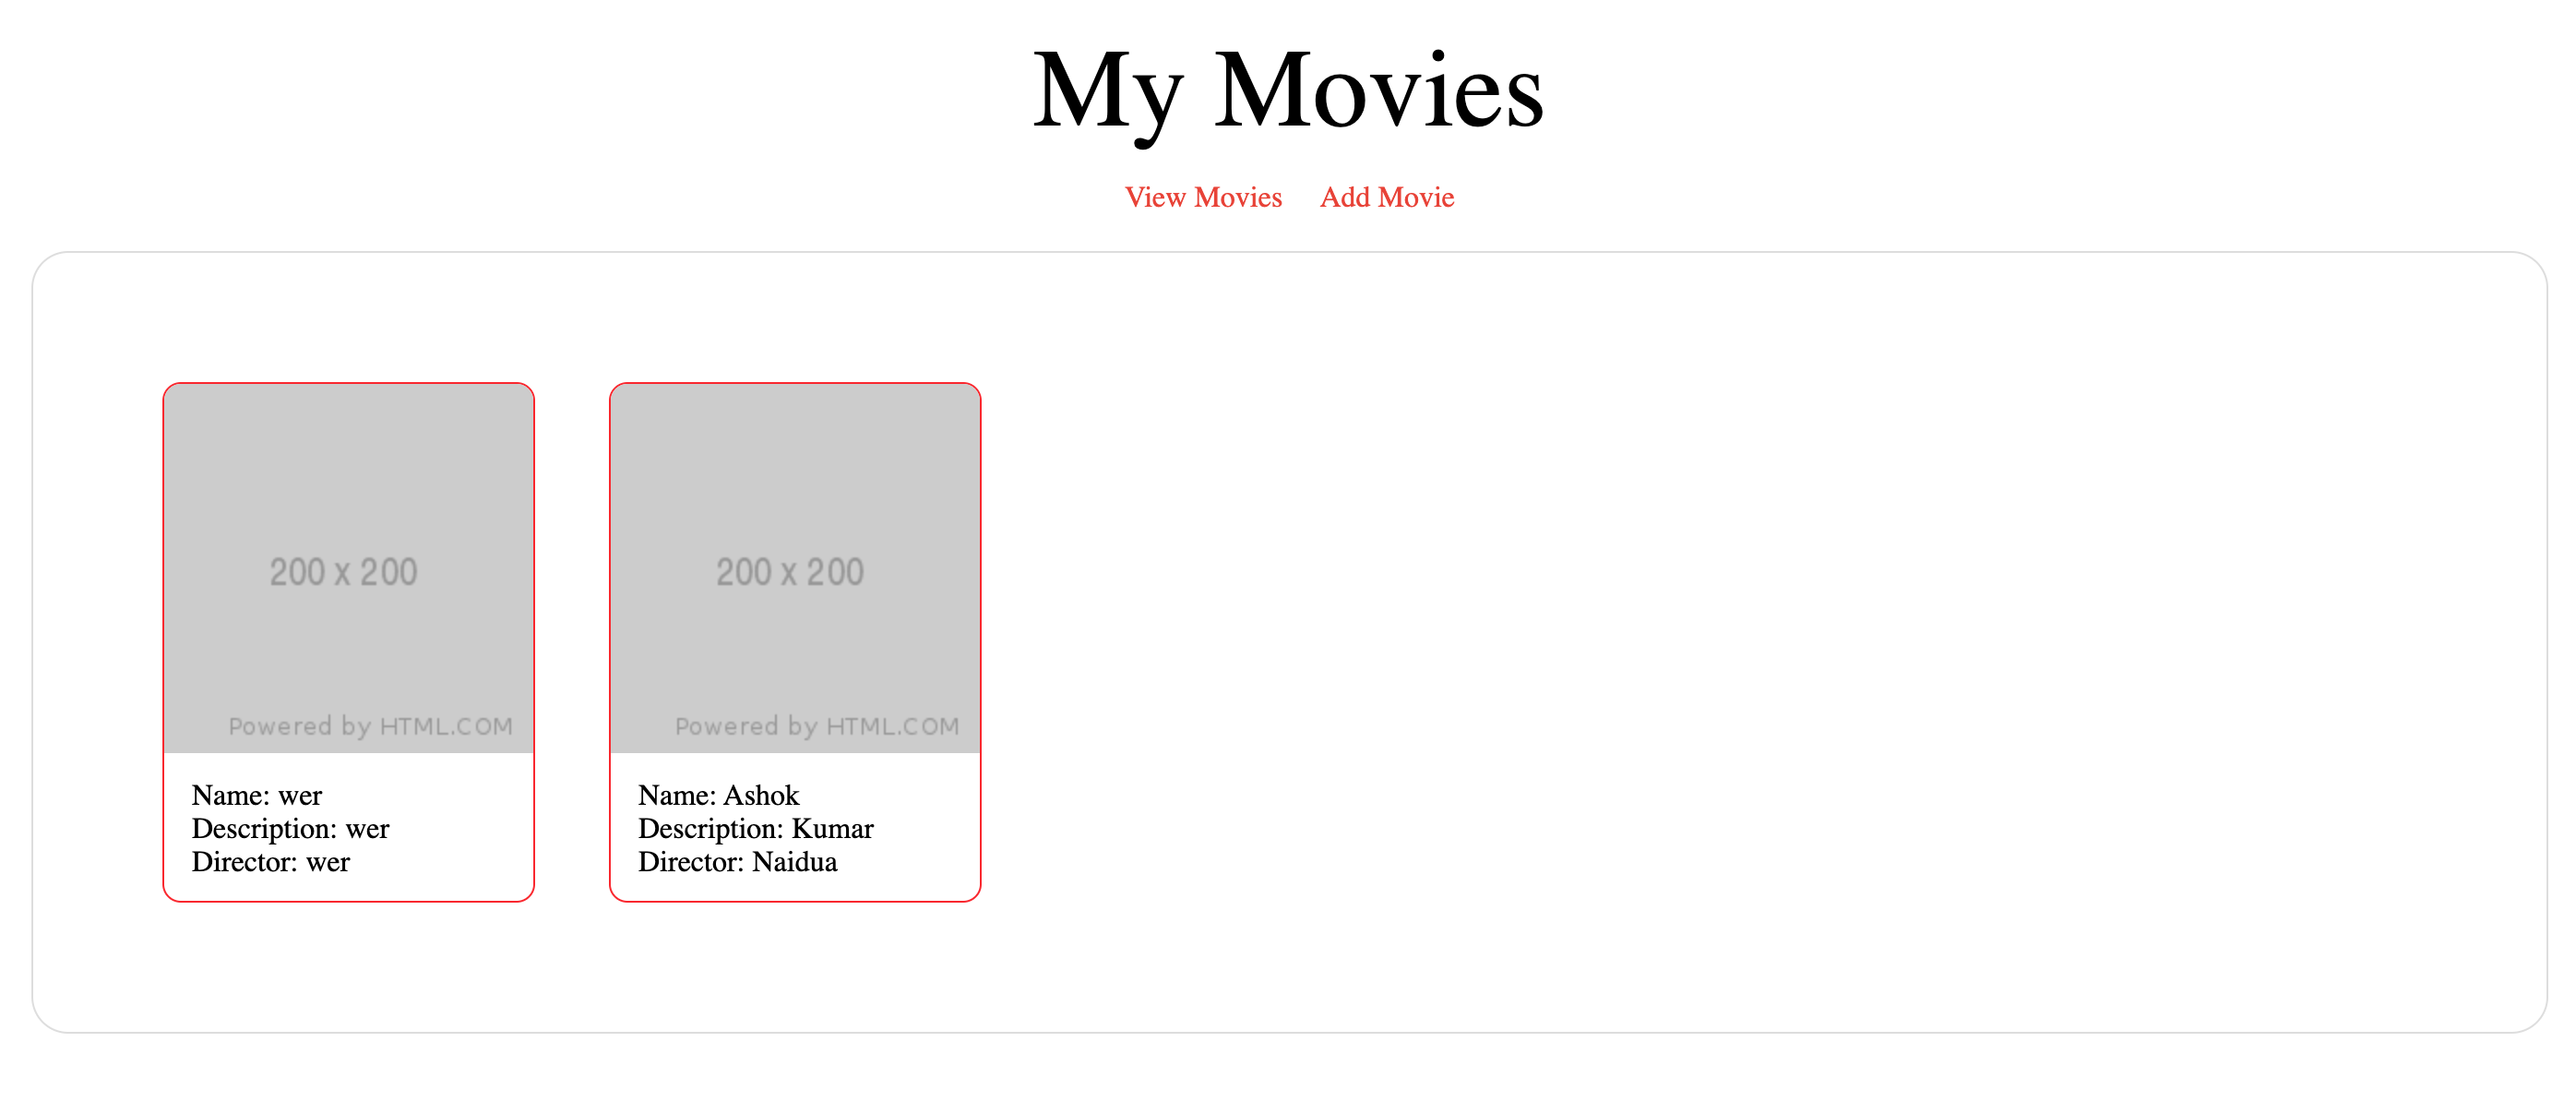 My Movies
View Movies Add Movie
200 x 200
Powered by HTML.COM
Name: wer
Description: wer
Director: wer
200 x 200
Powered by HTML.COM
Name: Ashok
Description: Kumar
Director: Naidua